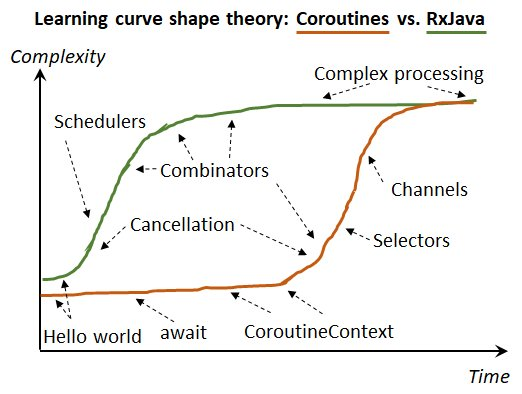 Learning curve shape theory: Coroutines vs. RxJava
Complexity
Complex processing
Schedulers
Combinators
Channels
Cancellation
Selectors
Hello world
await
CoroutineContext
Time